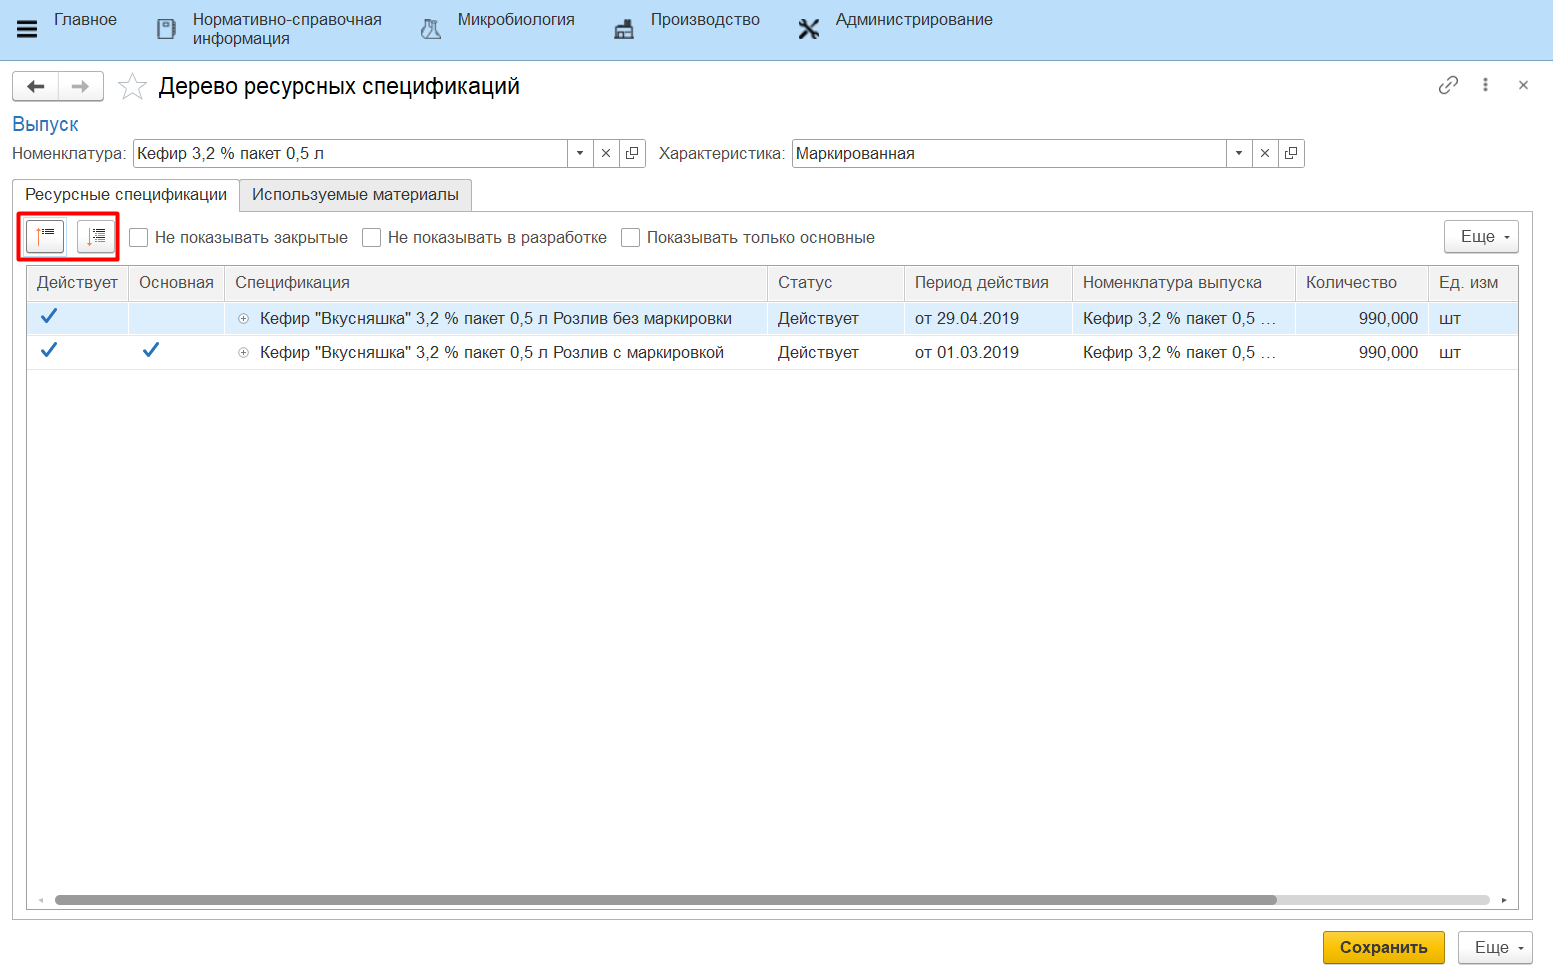 Главное
Нормативно-справочная
информация
Микробиология
Производство
Администрирование
Дерево ресурсных спецификаций
Выпуск
Номенклатура: Кефир 3,2 % пакет 0,5 л Характеристика: Маркированная
Ресурсные спецификации Используемые материалы
Не показывать закрытые Не показывать в разработке Показывать только основные Еще
Действует Основная Спецификация Статус Период действия Номенклатура выпуска Количество Ед. изм
Кефир "Вкусняшка" 3,2 % пакет 0,5 л Розлив без маркировки Действует от 29.04.2019 Кефир 3,2 % пакет 0,5 ... 990,000 шт
Кефир "Вкусняшка" 3,2 % пакет 0,5 л Розлив с маркировкой Действует от 01.03.2019 Кефир 3,2 % пакет 0,5 ... 990,000 шт
Сохранить Еще